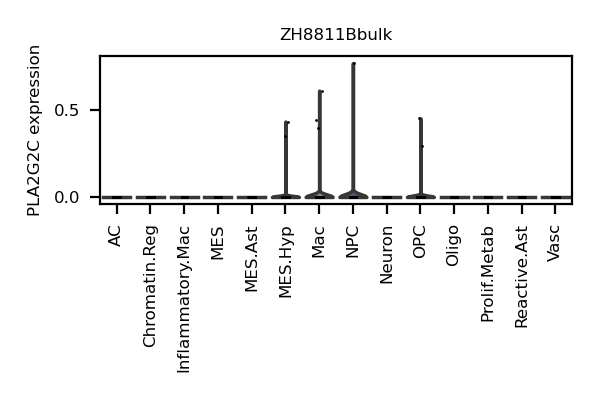 ZH8811Bbulk
PLA2G2C expression
0.5
0.0
AC
Chromatin.Reg
Inflammatory.Mac
MES
MES.Ast
MES.Hyp
Mac
NPC
Neuron
OPC
Oligo
Prolif.Metab
Reactive.Ast
Vasc